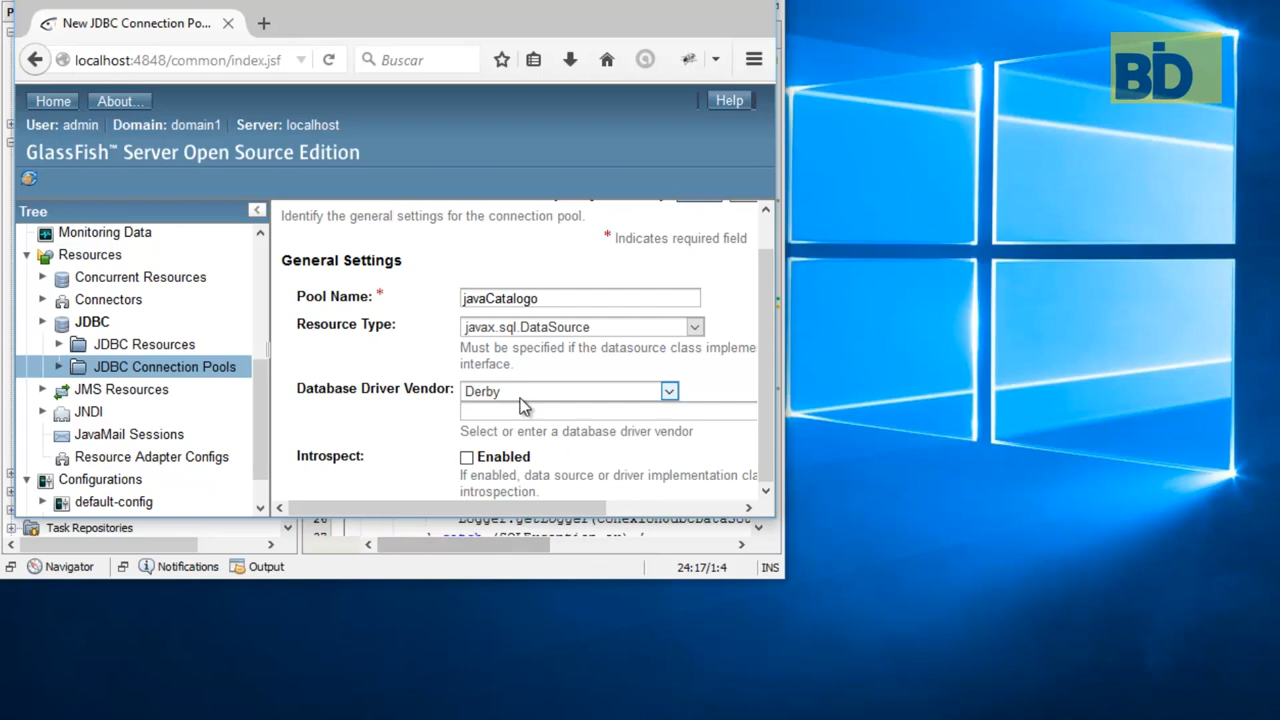 P
New JDBC Connection Po...
localhost:4848/common/index.jsf
Buscar
BID
Home
About...
Help
User: admin Domain: domain1 Server: localhost
GlassFish™ Server Open Source Edition
Tree
Monitoring Data
Resources
Concurrent Resources
Connectors
JDBC
JDBC Resources
JDBC Connection Pools
JMS Resources
JNDI
JavaMail Sessions
Resource Adapter Configs
Configurations
default-config
Identify the general settings for the connection pool.
* Indicates required field
General Settings
Pool Name: *
javaCatalogo
Resource Type:
javax.sql.DataSource
Must be specified if the datasource class impleme
interface.
Database Driver Vendor:
Derby
Select or enter a database driver vendor
Introspect:
Enabled
If enabled, data source or driver implementation cla
introspection.
Task Repositories
Navigator
Notifications
Output
24:17/1:4
INS